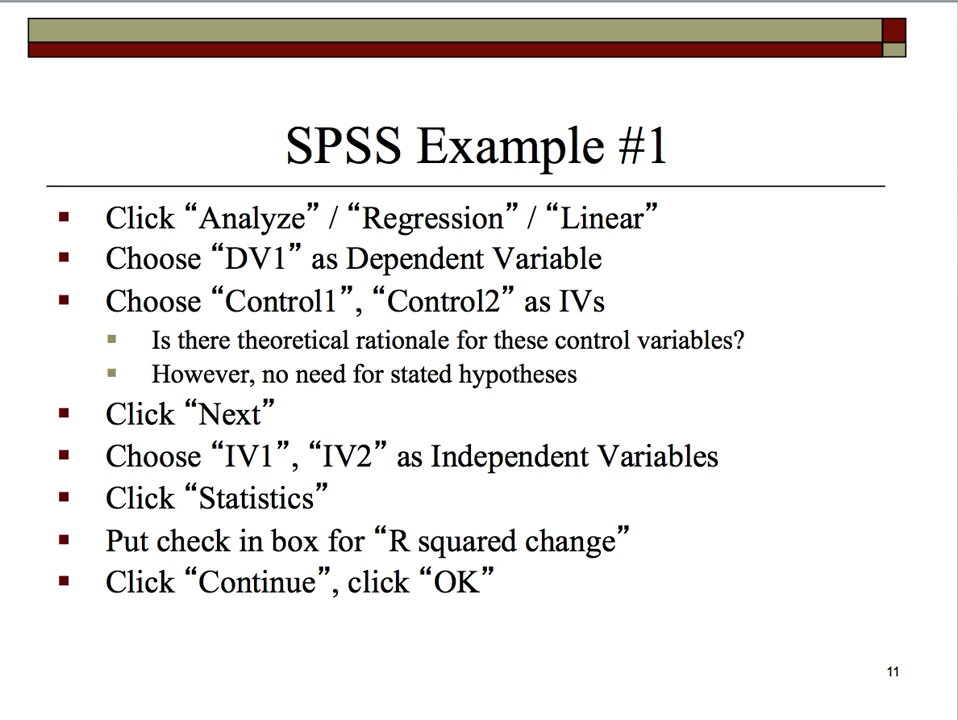 SPSS Example #1
Click “Analyze” / “Regression” / “Linear”
Choose “DV1” as Dependent Variable
Choose “Control1”, “Control2” as IVs
Is there theoretical rationale for these control variables?
However, no need for stated hypotheses
Click “Next”
Choose “IV1”, “IV2” as Independent Variables
Click “Statistics”
Put check in box for “R squared change”
Click “Continue”, click “OK”
11